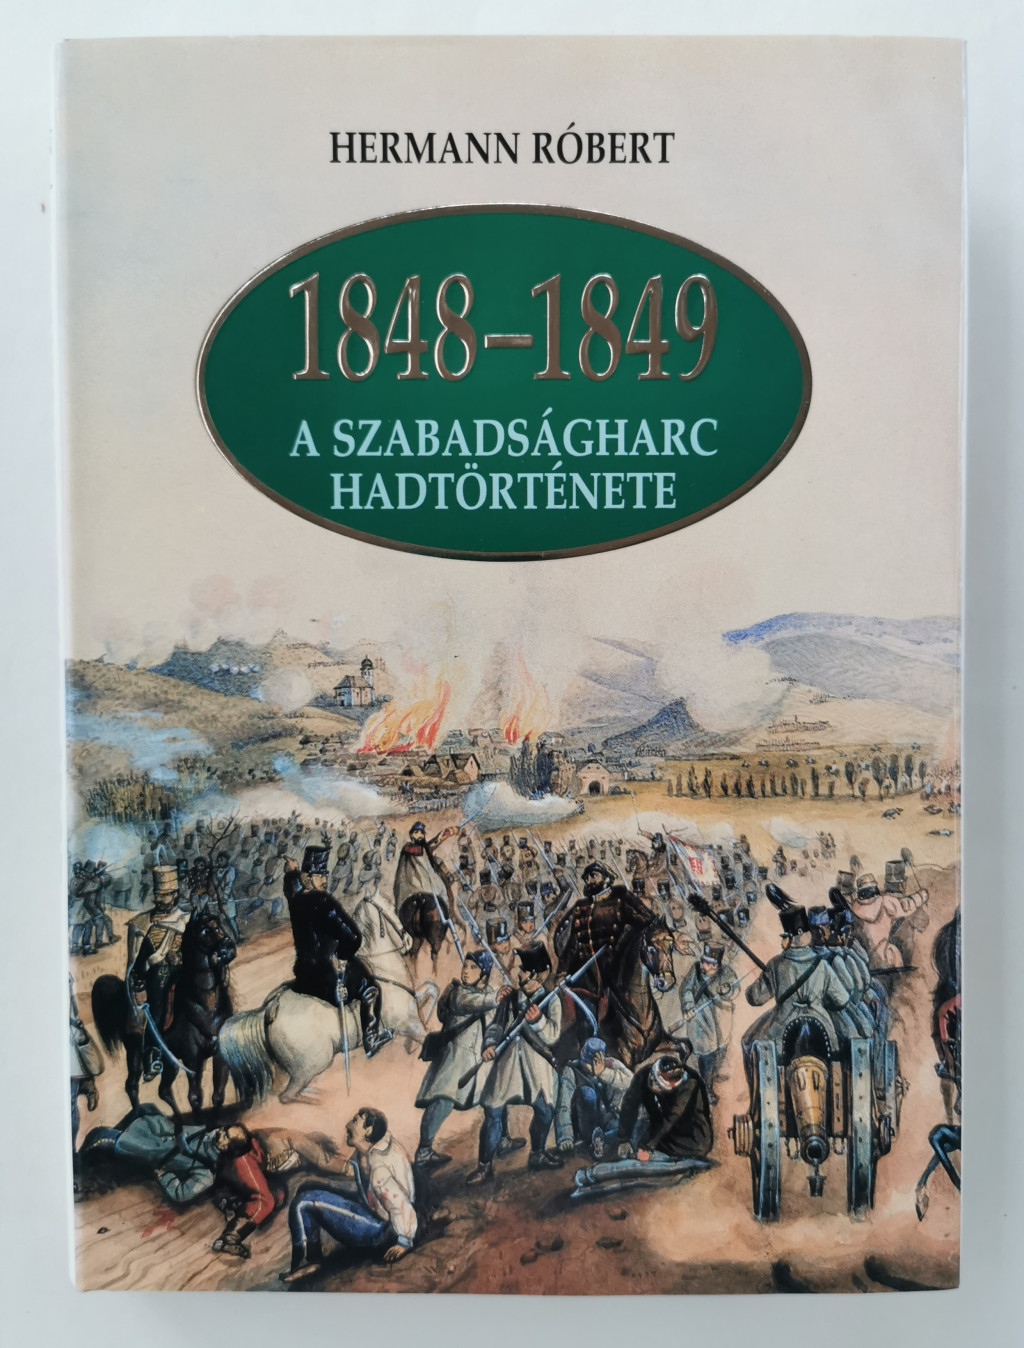 HERMANN RÓBERT
1848–1849
A SZABADSÁGHARC
HADTÖRTÉNETE